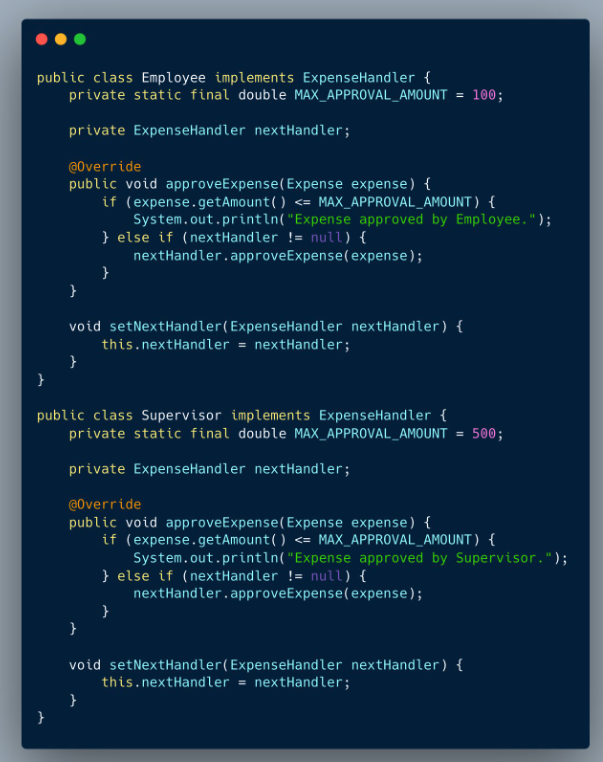 public class Employee implements ExpenseHandler {
    private static final double MAX_APPROVAL_AMOUNT = 100;

    private ExpenseHandler nextHandler;

    @Override
    public void approveExpense(Expense expense) {
        if (expense.getAmount() <= MAX_APPROVAL_AMOUNT) {
            System.out.println("Expense approved by Employee.");
        } else if (nextHandler != null) {
            nextHandler.approveExpense(expense);
        }
    }

    void setNextHandler(ExpenseHandler nextHandler) {
        this.nextHandler = nextHandler;
    }
}

public class Supervisor implements ExpenseHandler {
    private static final double MAX_APPROVAL_AMOUNT = 500;

    private ExpenseHandler nextHandler;

    @Override
    public void approveExpense(Expense expense) {
        if (expense.getAmount() <= MAX_APPROVAL_AMOUNT) {
            System.out.println("Expense approved by Supervisor.");
        } else if (nextHandler != null) {
            nextHandler.approveExpense(expense);
        }
    }

    void setNextHandler(ExpenseHandler nextHandler) {
        this.nextHandler = nextHandler;
    }
}